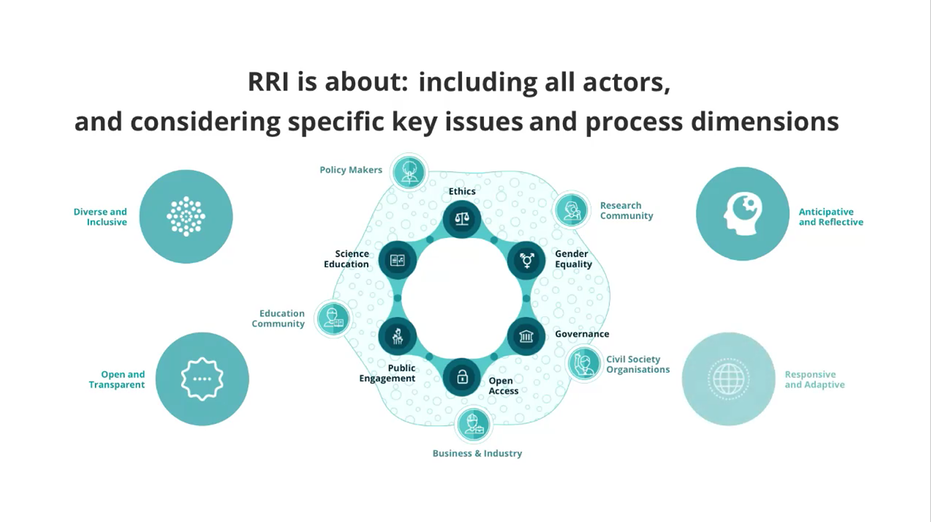 RRI is about: including all actors,
and considering specific key issues and process dimensions
Policy Makers
Ethics
Diverse and
Inclusive
Research
Community
Anticipative
and Reflective
Science
Education
Gender
Equality
Education
Community
Governance
Civil Society
Organisations
Public
Engagement
Open
Access
Open and
Transparent
Responsive
and Adaptive
Business & Industry